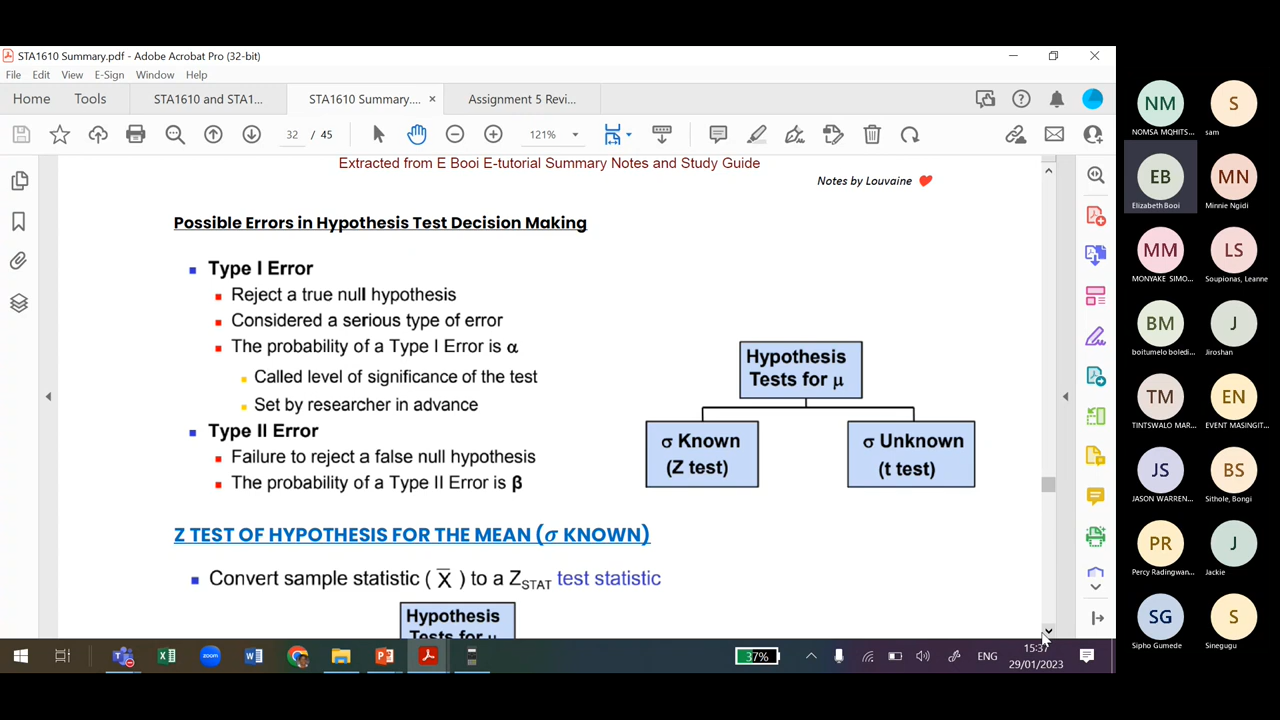 STA1610 Summary.pdf - Adobe Acrobat Pro (32-bit)
File Edit View E-Sign Window Help
Home Tools STA1610 and STA1... STA1610 Summary.... × Assignment 5 Revi...
32 / 45 121%
Extracted from E Booi E-tutorial Summary Notes and Study Guide
Notes by Louvaine ❤
Possible Errors in Hypothesis Test Decision Making
Type I Error
Reject a true null hypothesis
Considered a serious type of error
The probability of a Type I Error is α
Called level of significance of the test
Set by researcher in advance
Type II Error
Failure to reject a false null hypothesis
The probability of a Type II Error is β
Hypothesis
Tests for μ
σ Known
(Z test)
σ Unknown
(t test)
Z TEST OF HYPOTHESIS FOR THE MEAN (σ KNOWN)
Convert sample statistic ( X̅ ) to a ZSTAT test statistic
Hypothesis
Tests for μ
37%
ENG
15:37
29/01/2023
NM
NOMSA MQHITS...
S
sam
EB
Elizabeth Booi
MN
Minnie Ngidi
MM
MONYAKE SIMO...
LS
Soupionas, Leanne
BM
boitumelo boledi...
J
Jiroshan
TM
TINTSWALO MAR...
EN
EVENT MASINGIT...
JS
JASON WARREN...
BS
Sithole, Bongi
PR
Percy Radingwan...
J
Jackie
SG
Sipho Gumede
S
Sinegugu